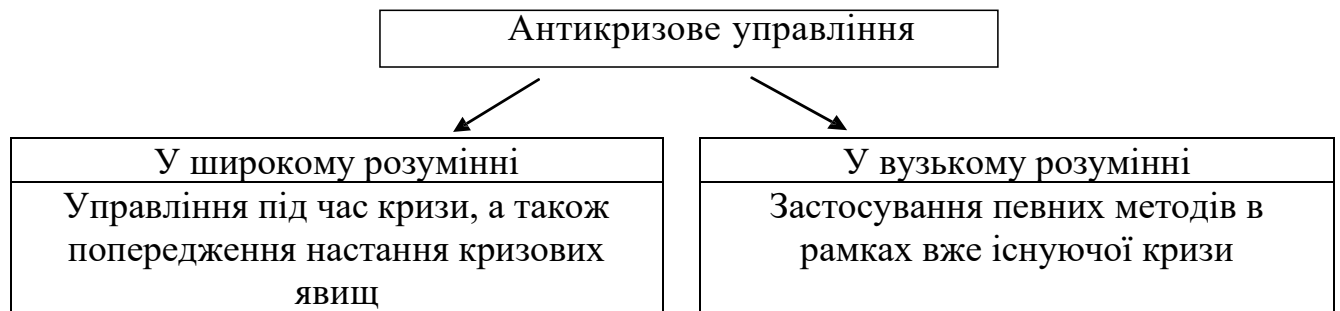 Антикризове управління
У широкому розумінні
Управління під час кризи, а також
попередження настання кризових
явищ
У вузькому розумінні
Застосування певних методів в
рамках вже існуючої кризи